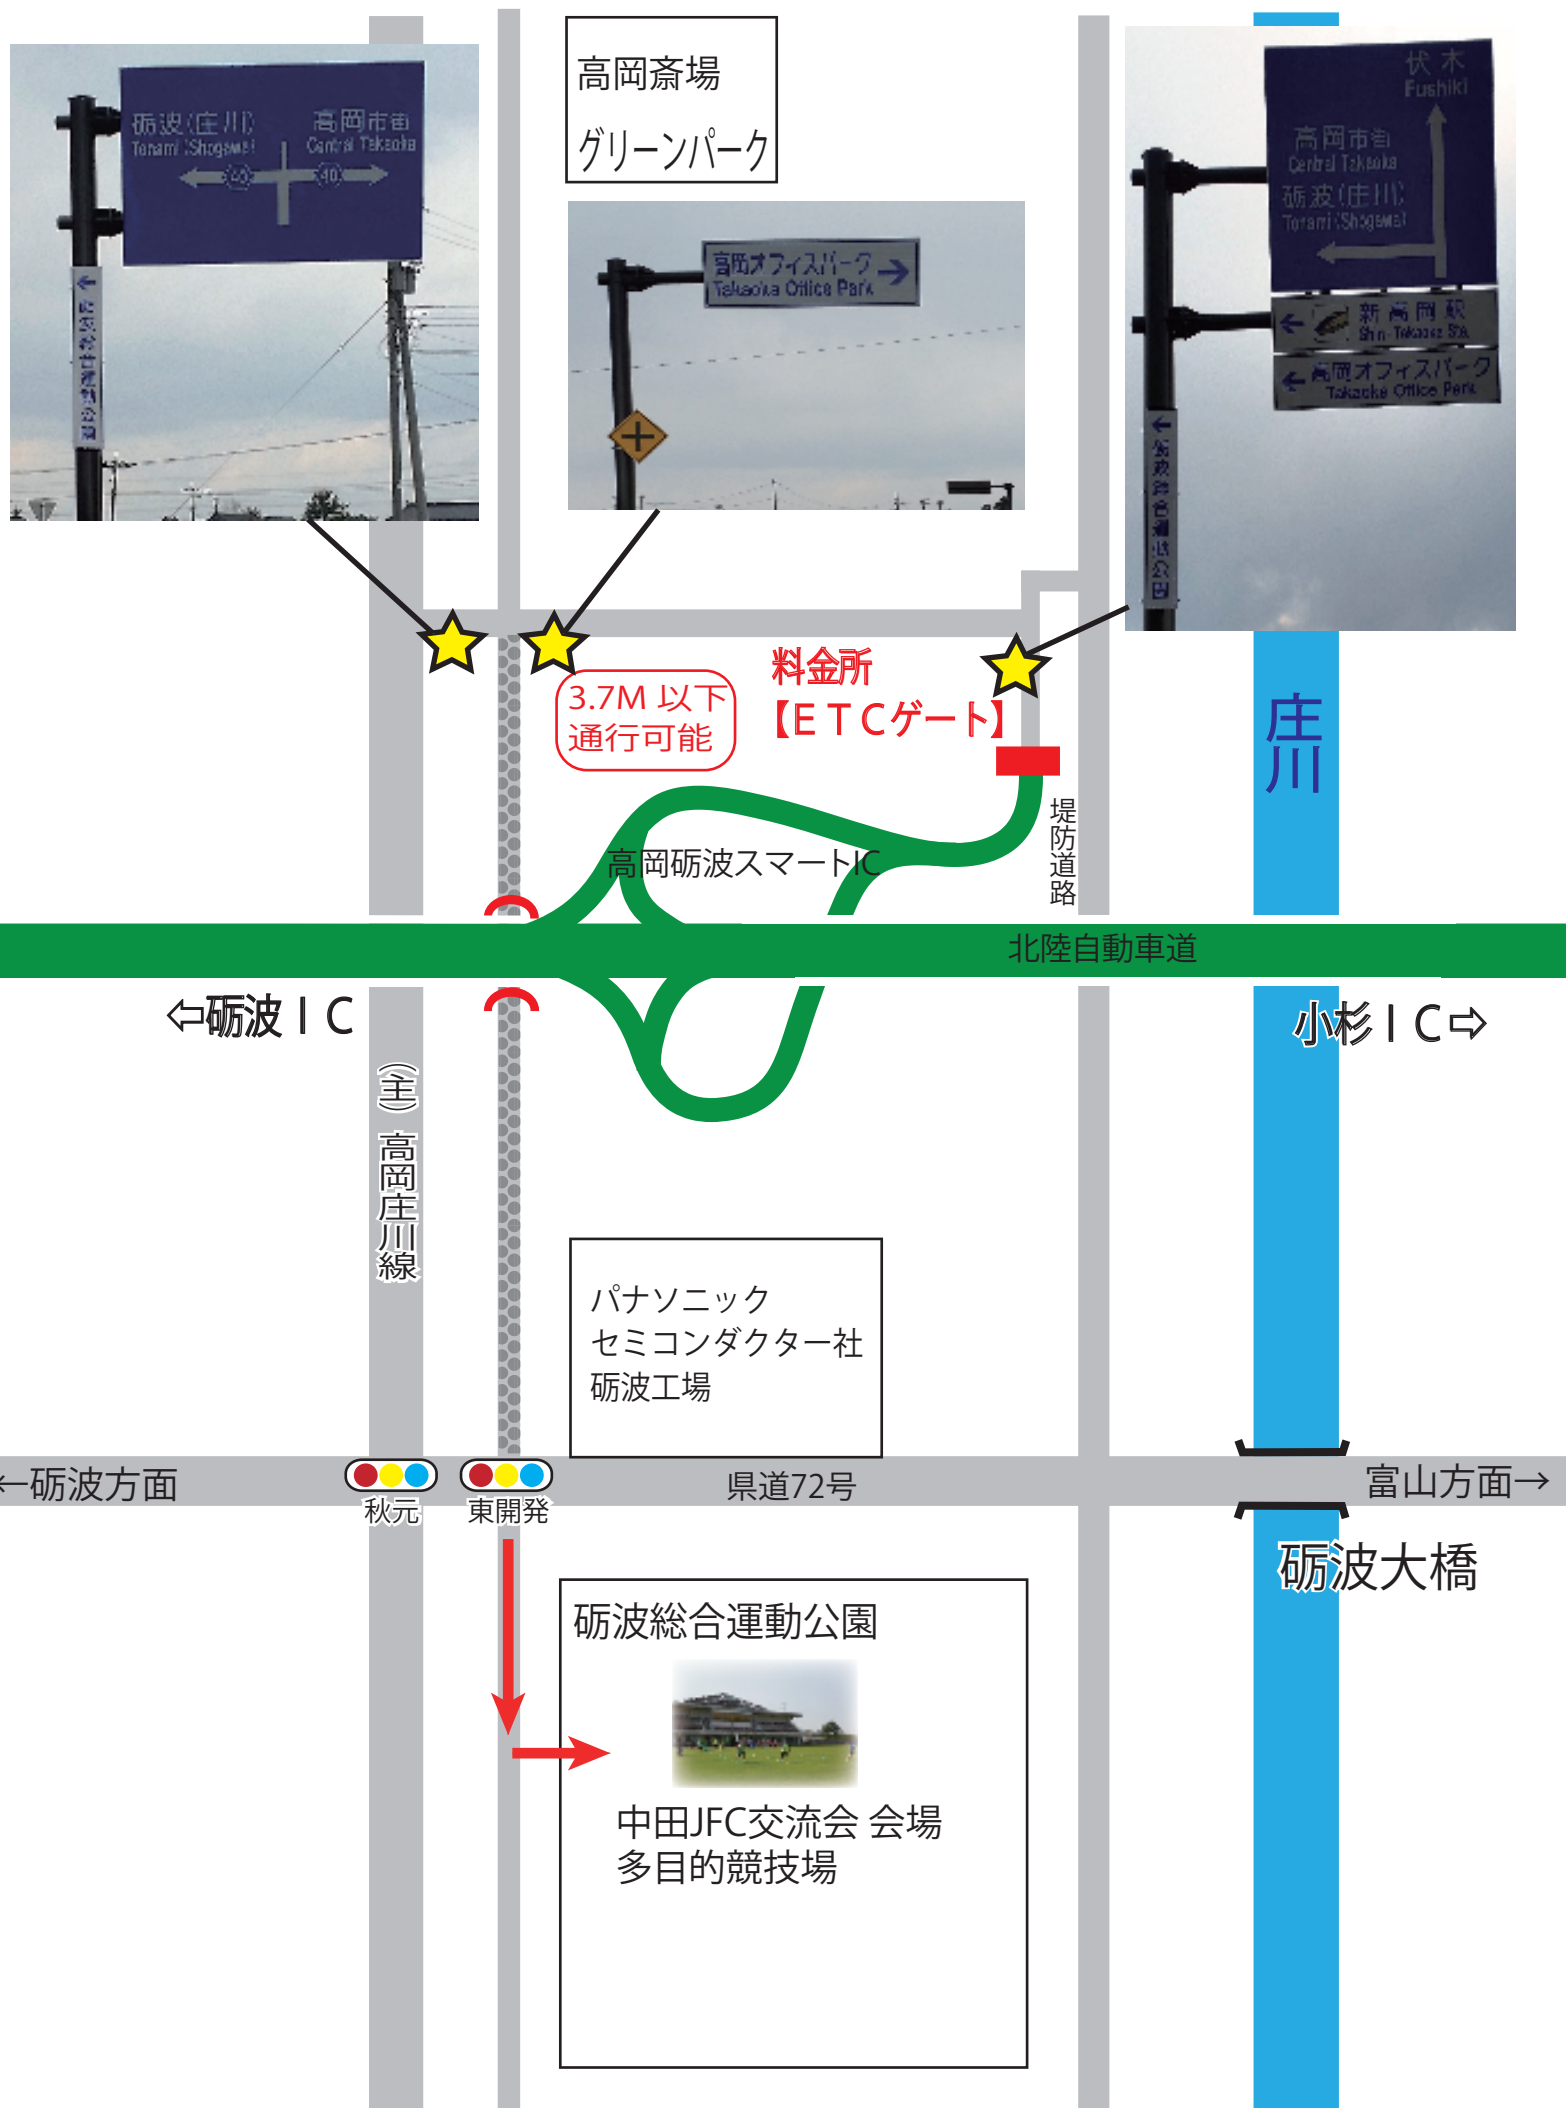 高岡斎場
グリーンパーク
砺波(庄川)
Tonami (Shogawa)
高岡市街
Central Takaoka
40
40
高岡オフィスパーク
Takaoka Office Park
伏木
Fushiki
高岡市街
Central Takaoka
砺波(庄川)
Tonami (Shogawa)
新高岡駅
Shin-Takaoka Sta.
高岡オフィスパーク
Takaoka Office Park
3.7M 以下
通行可能
料金所
【ETCゲート】
庄川
堤防道路
高岡砺波スマートIC
北陸自動車道
⇦砺波IC
小杉IC⇨
(主)高岡庄川線
パナソニック
セミコンダクター社
砺波工場
←砺波方面
県道72号
富山方面→
秋元
東開発
砺波大橋
砺波総合運動公園
中田JFC交流会 会場
多目的競技場